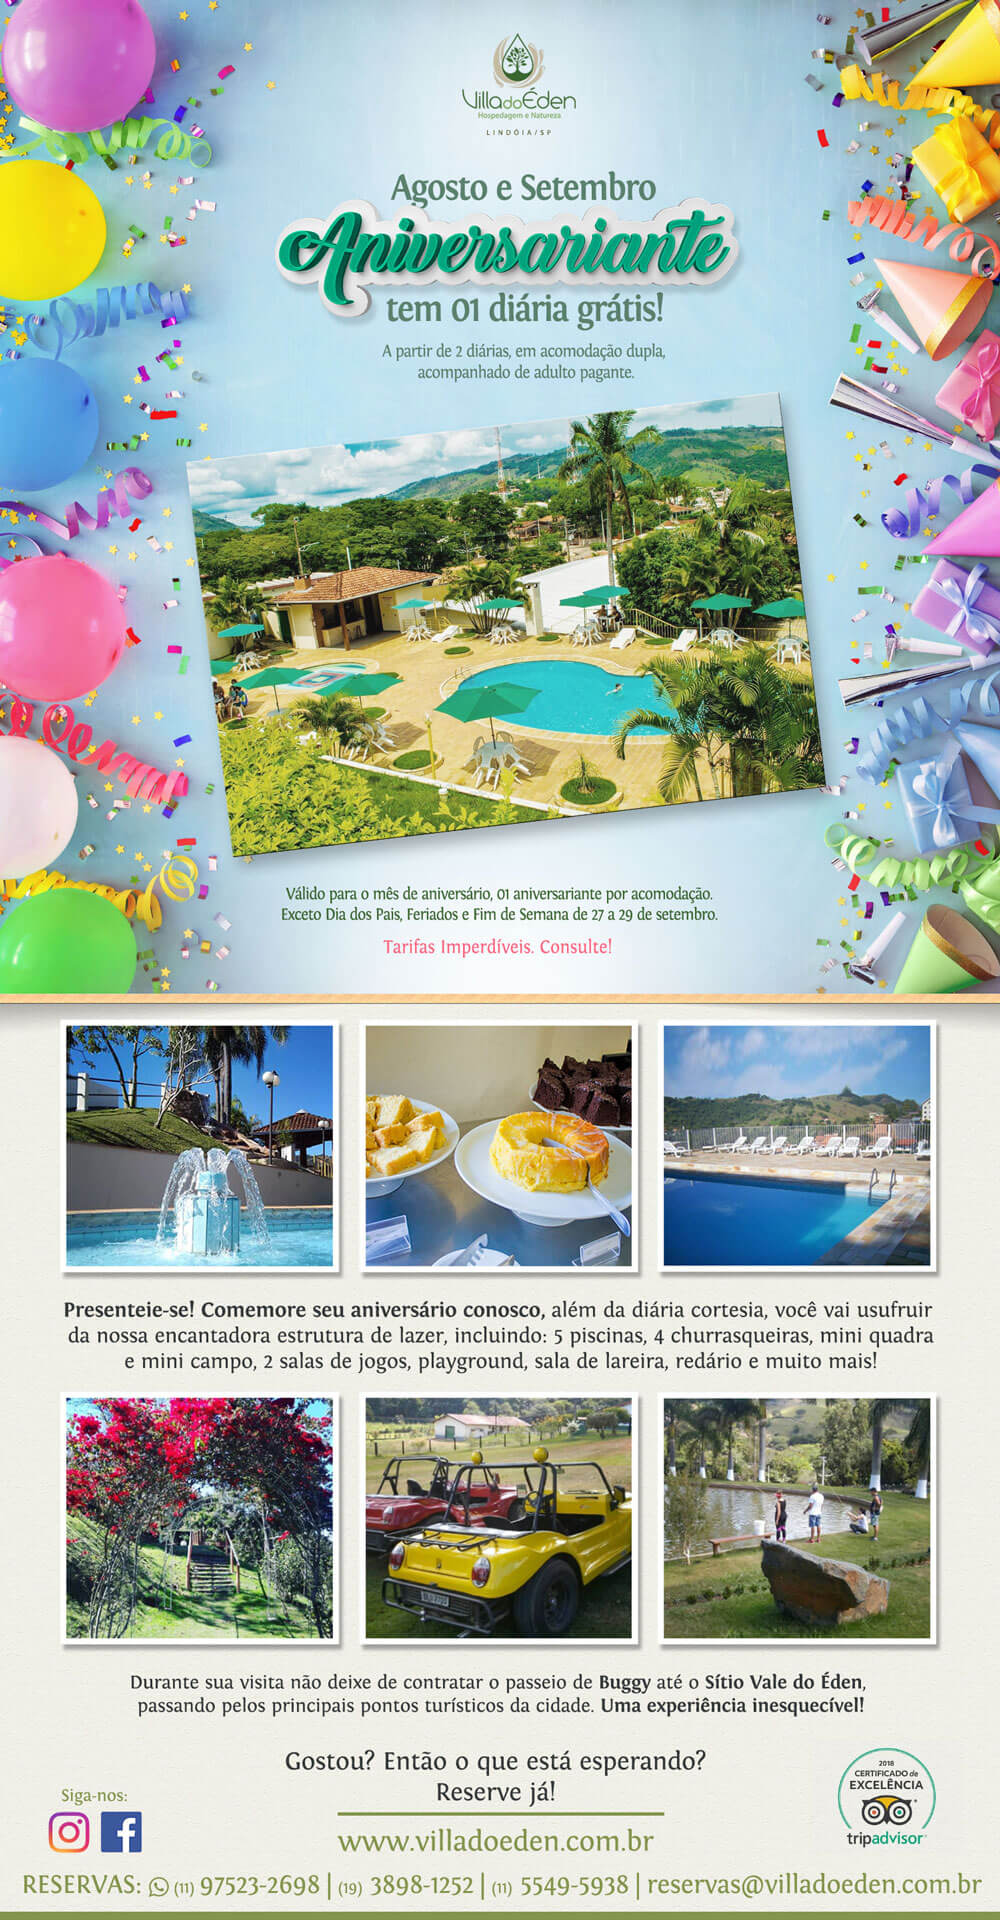 Villa do Éden
Hospedagem e Natureza
LINDÓIA/SP
Agosto e Setembro
Aniversariante
tem 01 diária grátis!
A partir de 2 diárias, em acomodação dupla,
acompanhado de adulto pagante.
Válido para o mês de aniversário, 01 aniversariante por acomodação.
Exceto Dia dos Pais, Feriados e Fim de Semana de 27 a 29 de setembro.
Tarifas Imperdíveis. Consulte!
Presenteie-se! Comemore seu aniversário conosco, além da diária cortesia, você vai usufruir
da nossa encantadora estrutura de lazer, incluindo: 5 piscinas, 4 churrasqueiras, mini quadra
e mini campo, 2 salas de jogos, playground, sala de lareira, redário e muito mais!
Durante sua visita não deixe de contratar o passeio de Buggy até o Sítio Vale do Éden,
passando pelos principais pontos turísticos da cidade. Uma experiência inesquecível!
Gostou? Então o que está esperando?
Reserve já!
Siga-nos:
www.villadoeden.com.br
2018
CERTIFICADO de
EXCELÊNCIA
tripadvisor
RESERVAS: (11) 97523-2698 | (19) 3898-1252 | (11) 5549-5938 | reservas@villadoeden.com.br